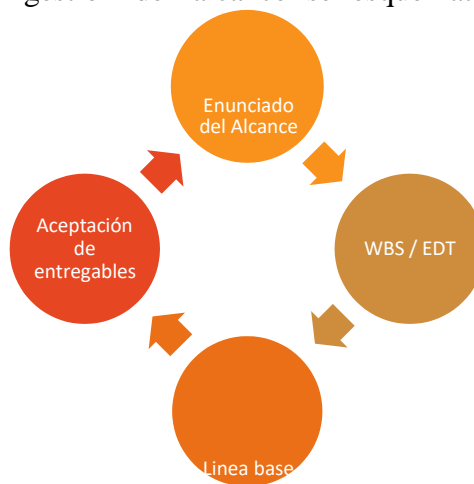 Enunciado
del Alcance
WBS / EDT
Linea base
Aceptación
de
entregables